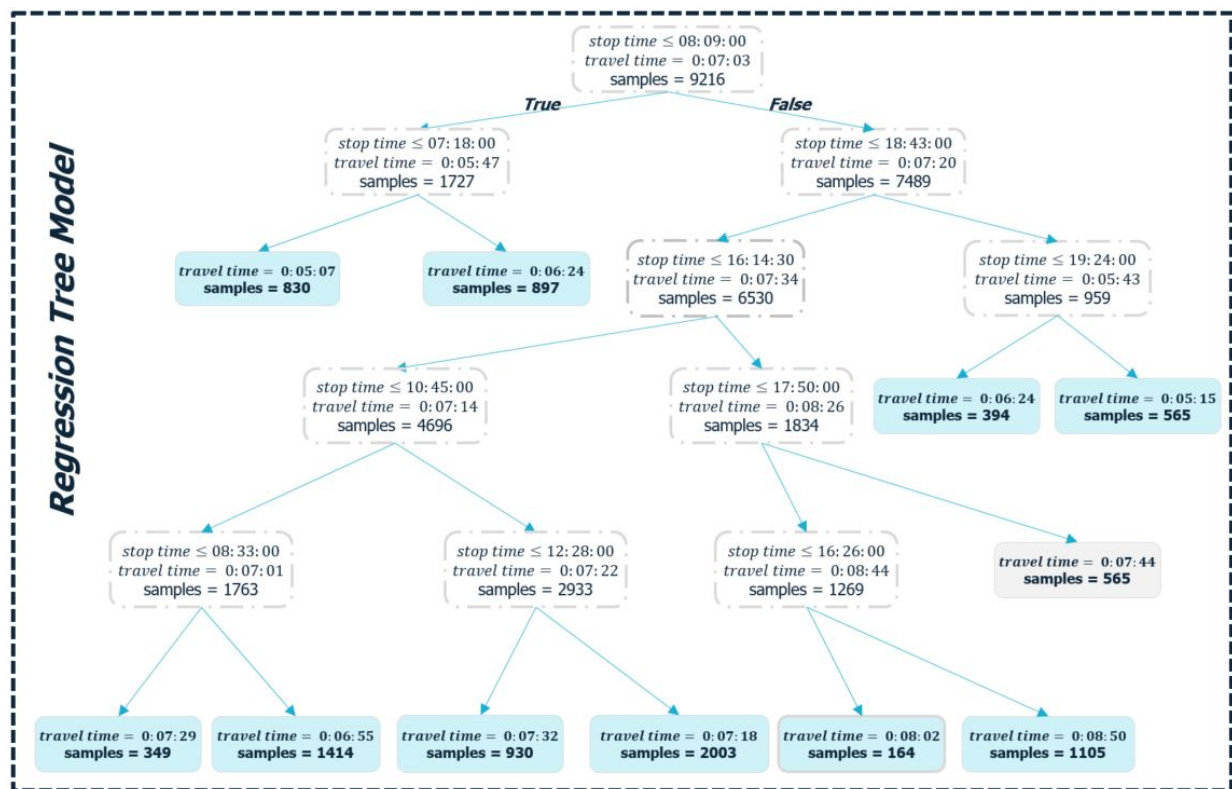 Regression Tree Model
stop time ≤ 08:09:00
travel time = 0:07:03
samples = 9216
True
False
stop time ≤ 07:18:00
travel time = 0:05:47
samples = 1727
stop time ≤ 18:43:00
travel time = 0:07:20
samples = 7489
travel time = 0:05:07
samples = 830
travel time = 0:06:24
samples = 897
stop time ≤ 16:14:30
travel time = 0:07:34
samples = 6530
stop time ≤ 19:24:00
travel time = 0:05:43
samples = 959
stop time ≤ 10:45:00
travel time = 0:07:14
samples = 4696
stop time ≤ 17:50:00
travel time = 0:08:26
samples = 1834
travel time = 0:06:24
samples = 394
travel time = 0:05:15
samples = 565
stop time ≤ 08:33:00
travel time = 0:07:01
samples = 1763
stop time ≤ 12:28:00
travel time = 0:07:22
samples = 2933
stop time ≤ 16:26:00
travel time = 0:08:44
samples = 1269
travel time = 0:07:44
samples = 565
travel time = 0:07:29
samples = 349
travel time = 0:06:55
samples = 1414
travel time = 0:07:32
samples = 930
travel time = 0:07:18
samples = 2003
travel time = 0:08:02
samples = 164
travel time = 0:08:50
samples = 1105